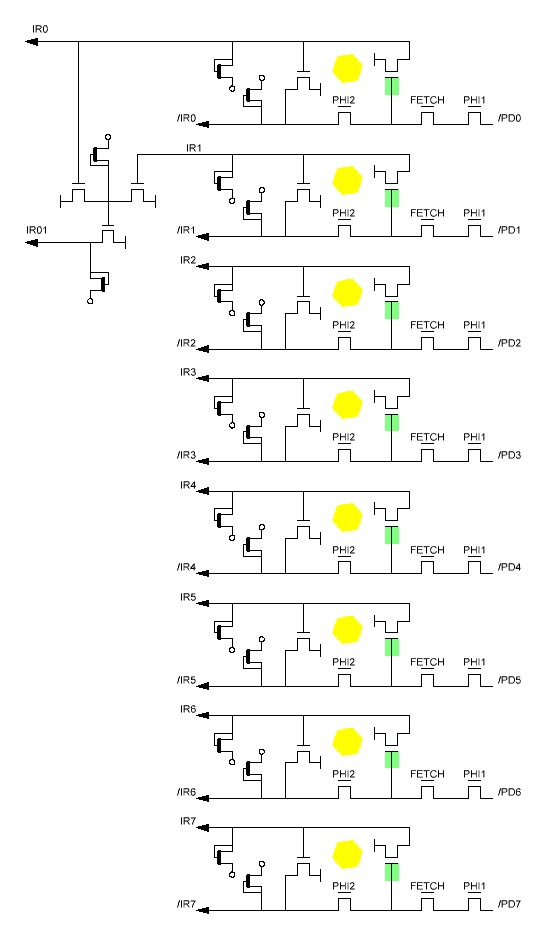 IR0
PHI2 FETCH PHI1
/IR0 /PD0
IR1
PHI2 FETCH PHI1
/IR1 /PD1
IR01
IR2
PHI2 FETCH PHI1
/IR2 /PD2
IR3
PHI2 FETCH PHI1
/IR3 /PD3
IR4
PHI2 FETCH PHI1
/IR4 /PD4
IR5
PHI2 FETCH PHI1
/IR5 /PD5
IR6
PHI2 FETCH PHI1
/IR6 /PD6
IR7
PHI2 FETCH PHI1
/IR7 /PD7